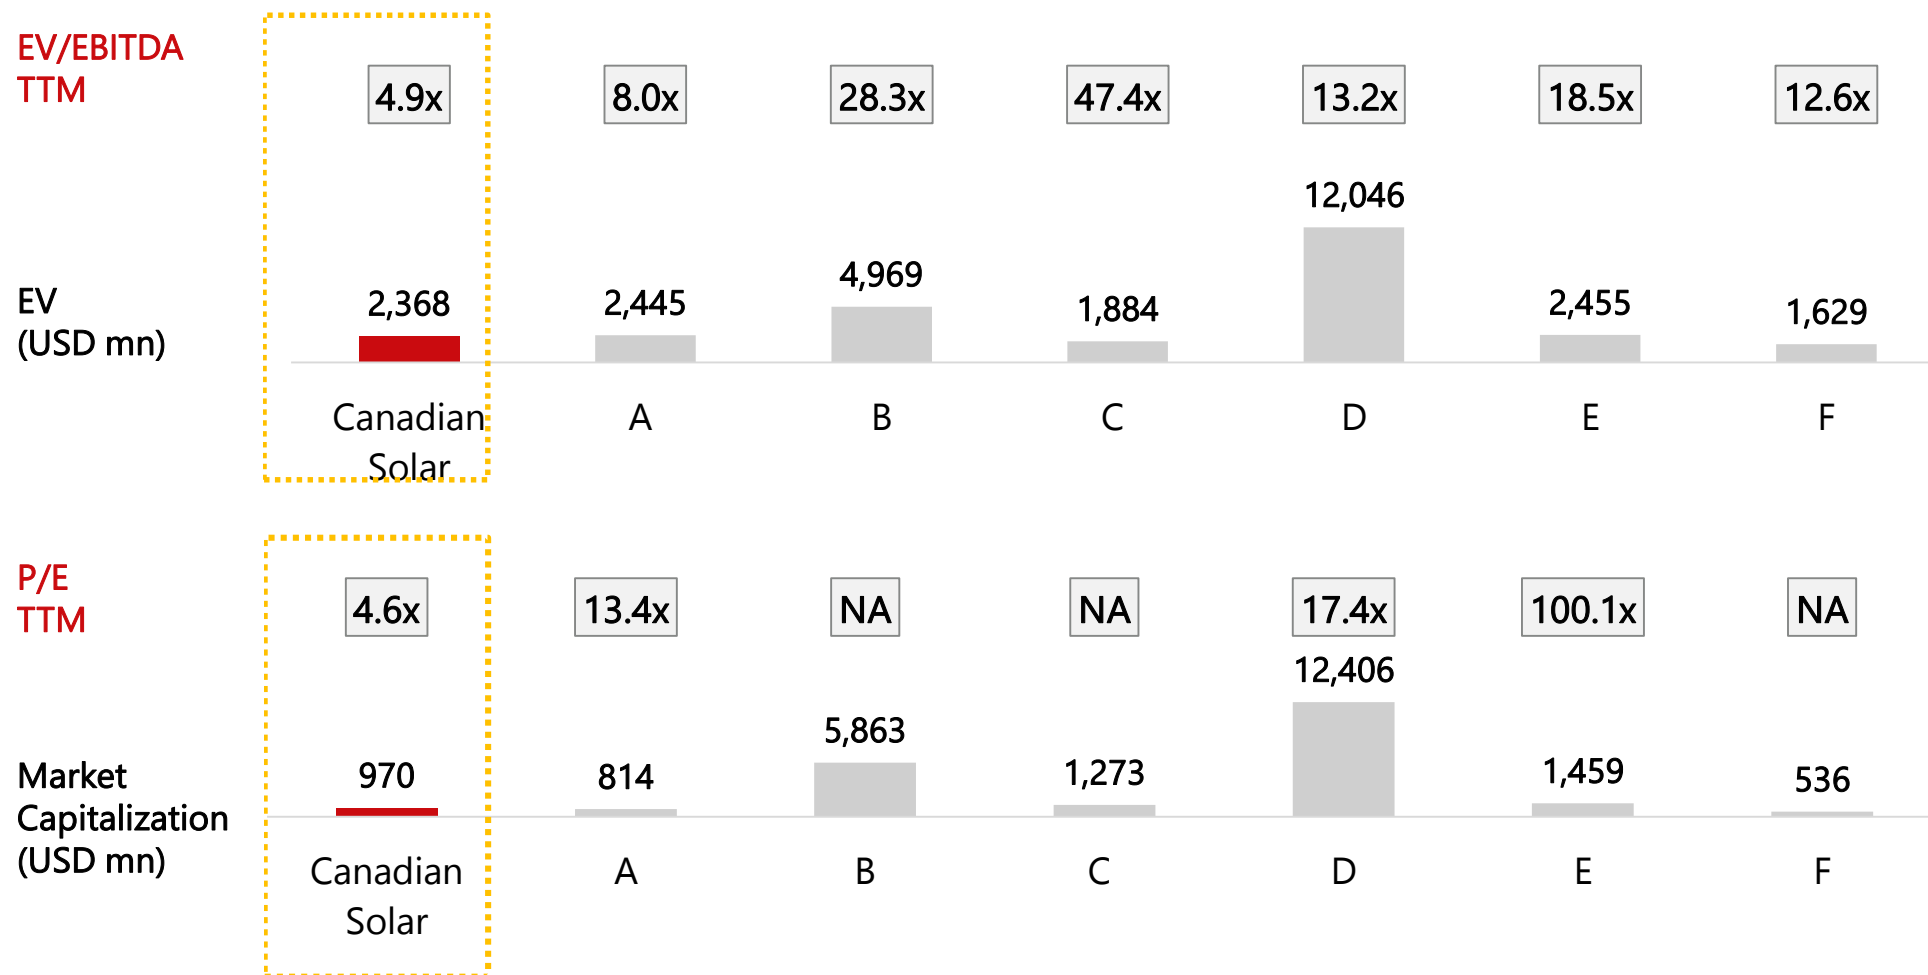 EV/EBITDA
TTM
4.9x 8.0x 28.3x 47.4x 13.2x 18.5x 12.6x
EV
(USD mn)
2,368 2,445 4,969 1,884 12,046 2,455 1,629
Canadian
Solar
A B C D E F
P/E
TTM
4.6x 13.4x NA NA 17.4x 100.1x NA
Market
Capitalization
(USD mn)
970 814 5,863 1,273 12,406 1,459 536
Canadian
Solar
A B C D E F